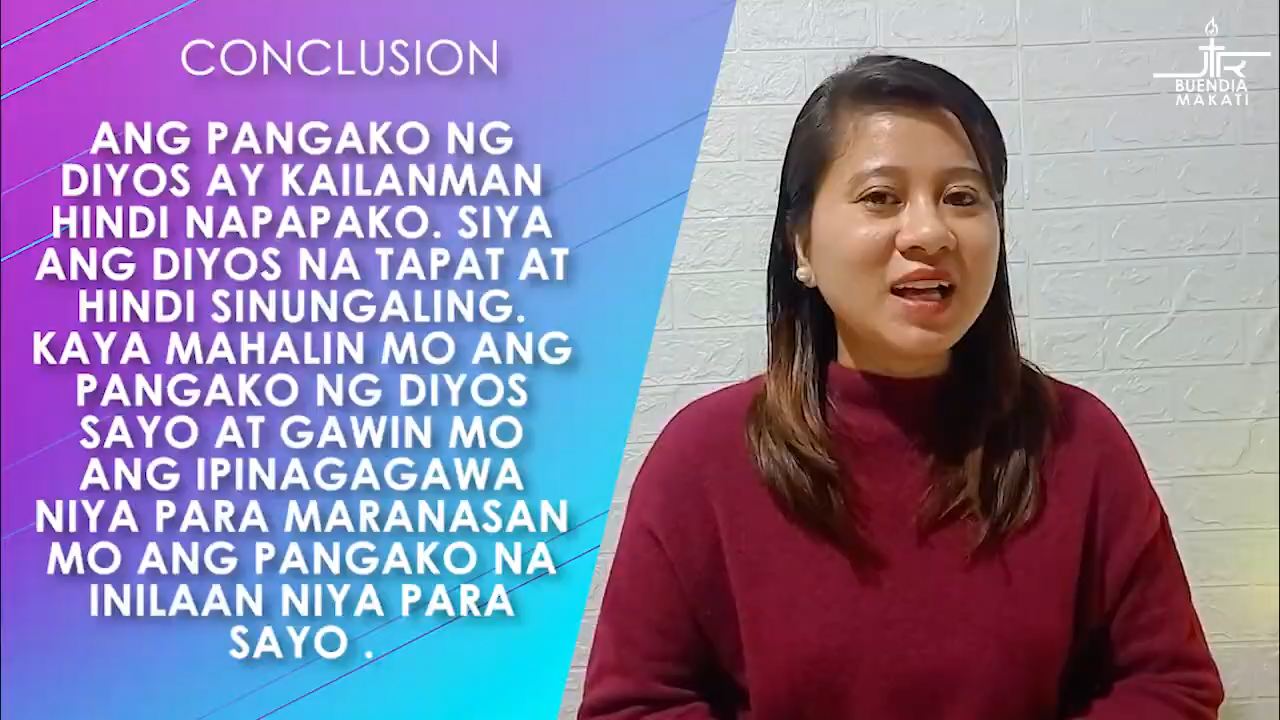 CONCLUSION
ANG PANGAKO NG
DIYOS AY KAILANMAN
HINDI NAPAPAKO. SIYA
ANG DIYOS NA TAPAT AT
HINDI SINUNGALING.
KAYA MAHALIN MO ANG
PANGAKO NG DIYOS
SAYO AT GAWIN MO
ANG IPINAGAGAWA
NIYA PARA MARANASAN
MO ANG PANGAKO NA
INILAAN NIYA PARA
SAYO .
JTR
BUENDIA
MAKATI